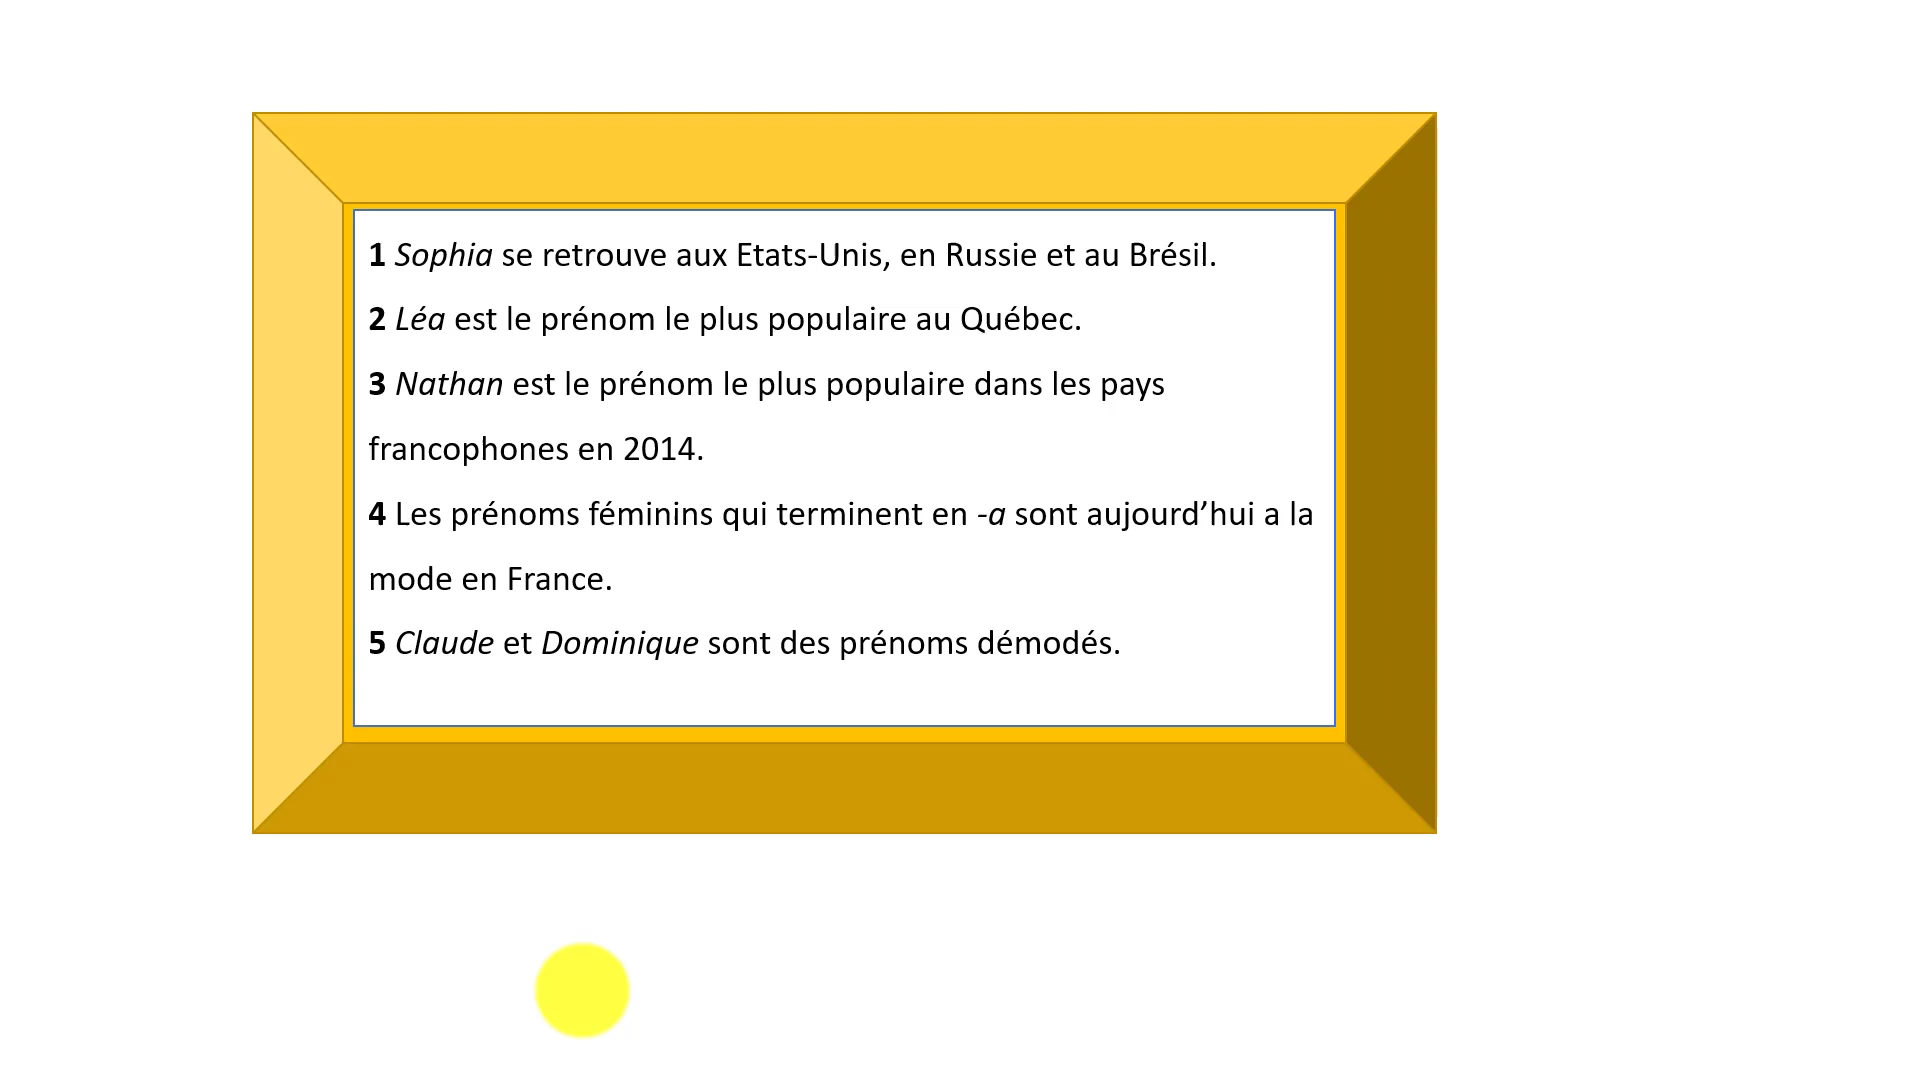 1 Sophia se retrouve aux Etats-Unis, en Russie et au Brésil.
2 Léa est le prénom le plus populaire au Québec.
3 Nathan est le prénom le plus populaire dans les pays
francophones en 2014.
4 Les prénoms féminins qui terminent en -a sont aujourd’hui a la
mode en France.
5 Claude et Dominique sont des prénoms démodés.